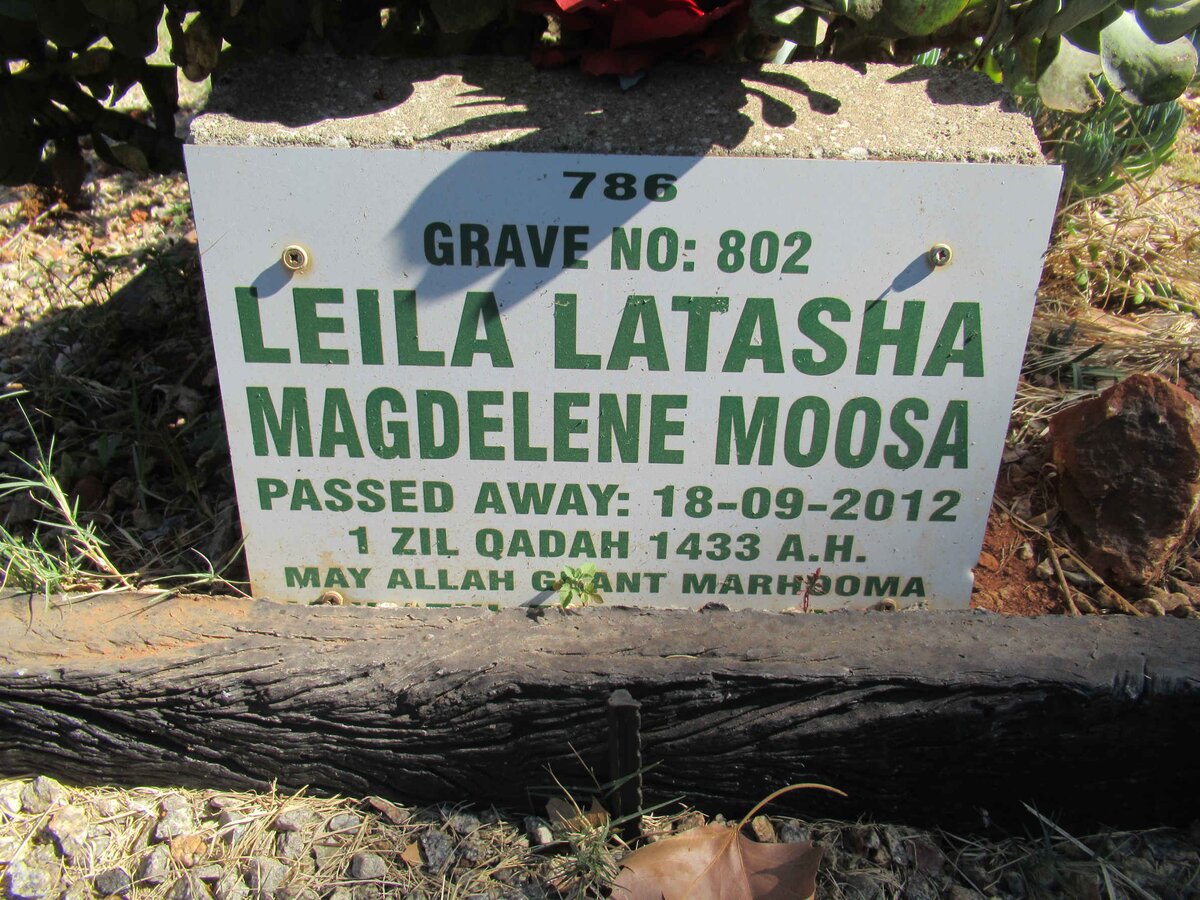 786
GRAVE NO: 802
LEILA LATASHA
MAGDELENE MOOSA
PASSED AWAY: 18-09-2012
1 ZIL QADAH 1433 A.H.
MAY ALLAH GRANT MARHOOMA